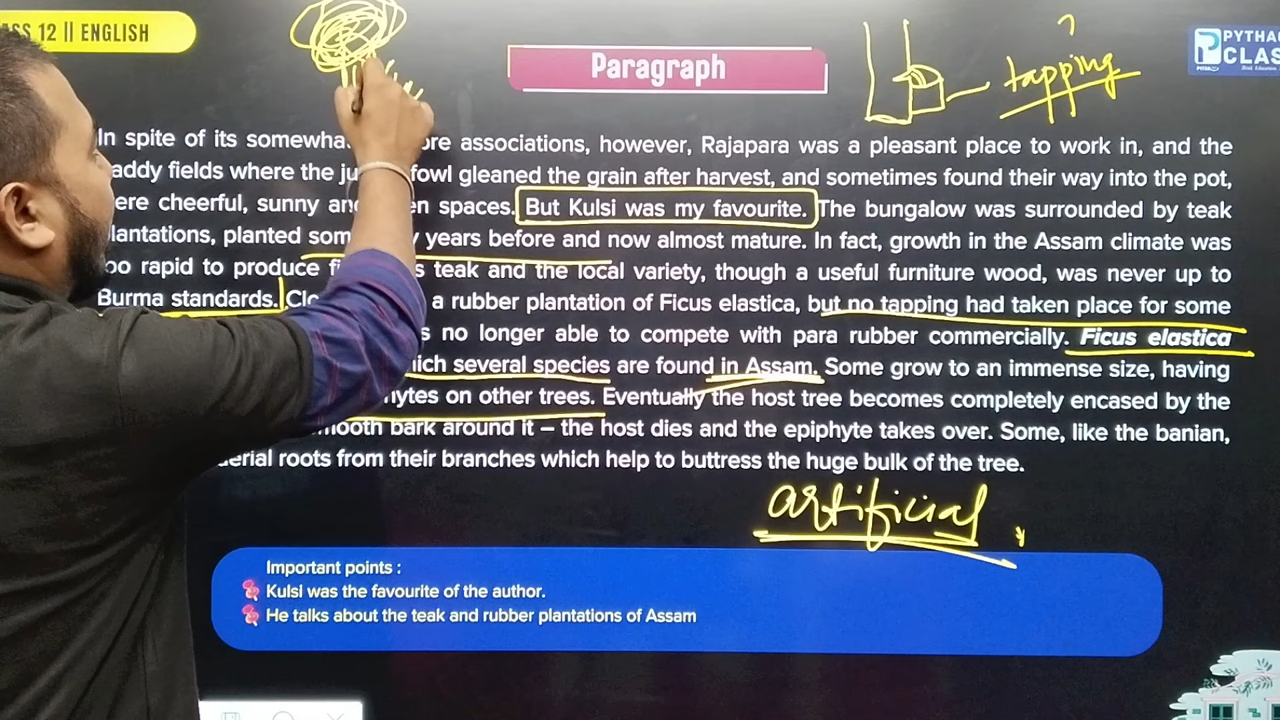 SS 12 || ENGLISH
Paragraph
?
tapping
PYTHAG
CLAS
In spite of its somewha ore associations, however, Rajapara was a pleasant place to work in, and the
addy fields where the ju fowl gleaned the grain after harvest, and sometimes found their way into the pot,
ere cheerful, sunny an en spaces. But Kulsi was my favourite. The bungalow was surrounded by teak
lantations, planted som y years before and now almost mature. In fact, growth in the Assam climate was
oo rapid to produce fi s teak and the local variety, though a useful furniture wood, was never up to
Burma standards. Clo a rubber plantation of Ficus elastica, but no tapping had taken place for some
s no longer able to compete with para rubber commercially. Ficus elastica
ich several species are found in Assam. Some grow to an immense size, having
hytes on other trees. Eventually the host tree becomes completely encased by the
mooth bark around it – the host dies and the epiphyte takes over. Some, like the banian,
aerial roots from their branches which help to buttress the huge bulk of the tree.
artificial
Important points :
Kulsi was the favourite of the author.
He talks about the teak and rubber plantations of Assam